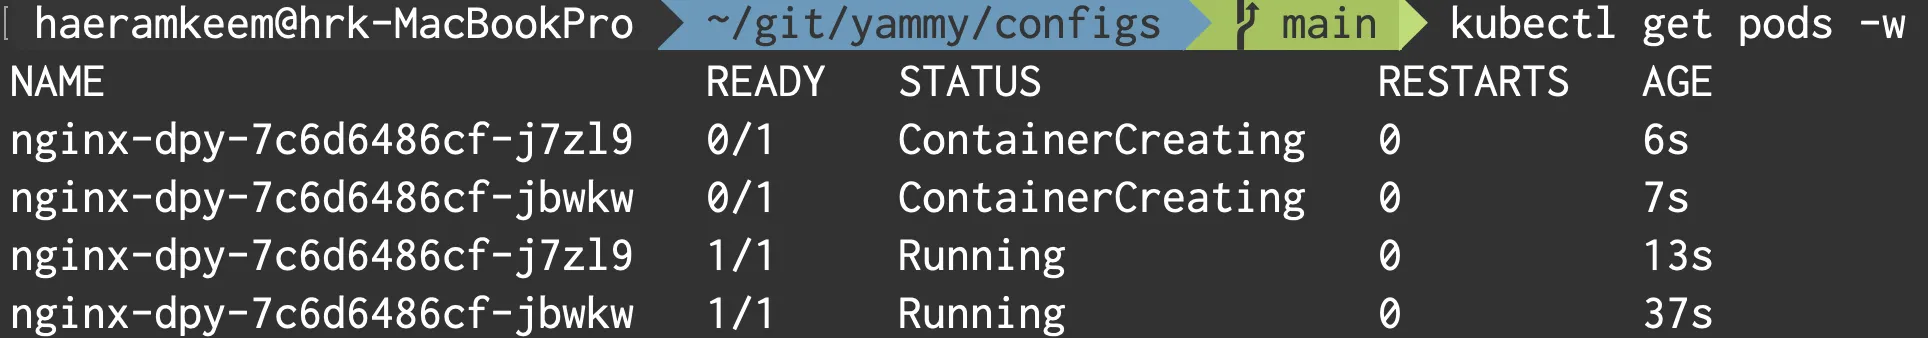 haeramkeem@hrk-MacBookPro ~/git/yammy/configs main kubectl get pods -w
NAME READY STATUS RESTARTS AGE
nginx-dpy-7c6d6486cf-j7zl9 0/1 ContainerCreating 0 6s
nginx-dpy-7c6d6486cf-jbwkw 0/1 ContainerCreating 0 7s
nginx-dpy-7c6d6486cf-j7zl9 1/1 Running 0 13s
nginx-dpy-7c6d6486cf-jbwkw 1/1 Running 0 37s